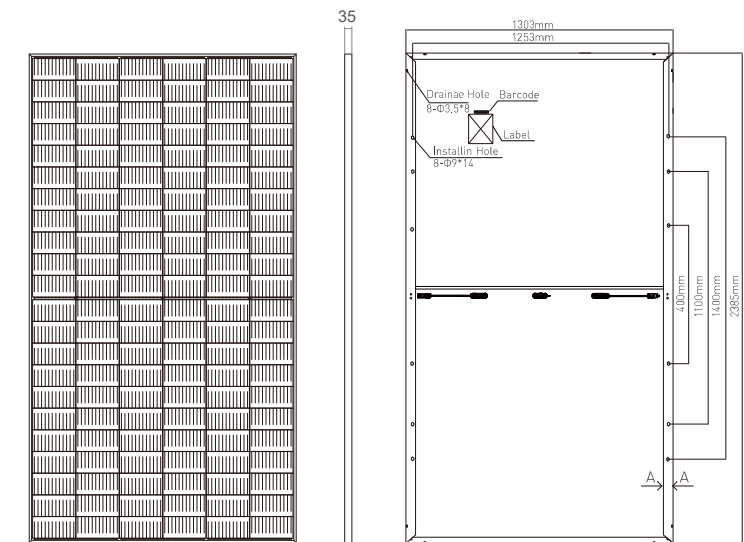 35
1303mm
1253mm
Drainae Hole
8-Φ3.5*8
Barcode
Label
Installin Hole
8-Φ9*14
400mm
1100mm
1400mm
2385mm
A A